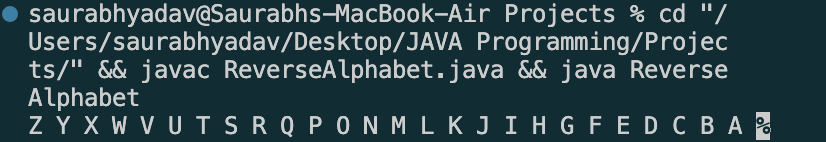 saurabhyadav@Saurabhs-MacBook-Air Projects % cd "/
Users/saurabhyadav/Desktop/JAVA Programming/Projec
ts/" && javac ReverseAlphabet.java && java Reverse
Alphabet
Z Y X W V U T S R Q P O N M L K J I H G F E D C B A %